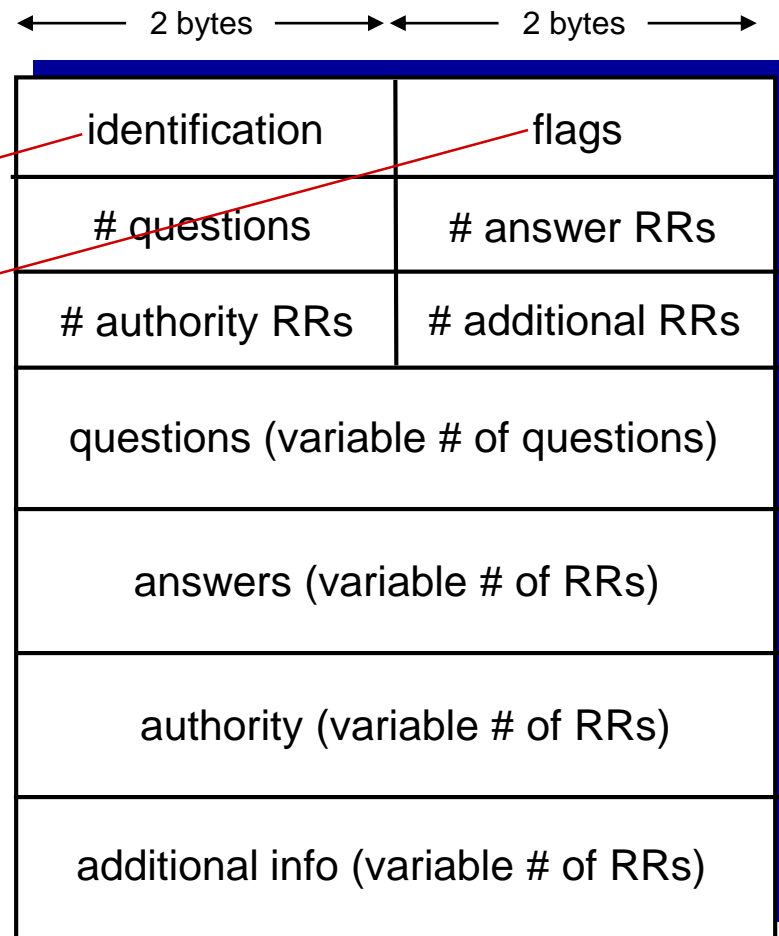 2 bytes 2 bytes
identification flags
# questions # answer RRs
# authority RRs # additional RRs
questions (variable # of questions)
answers (variable # of RRs)
authority (variable # of RRs)
additional info (variable # of RRs)